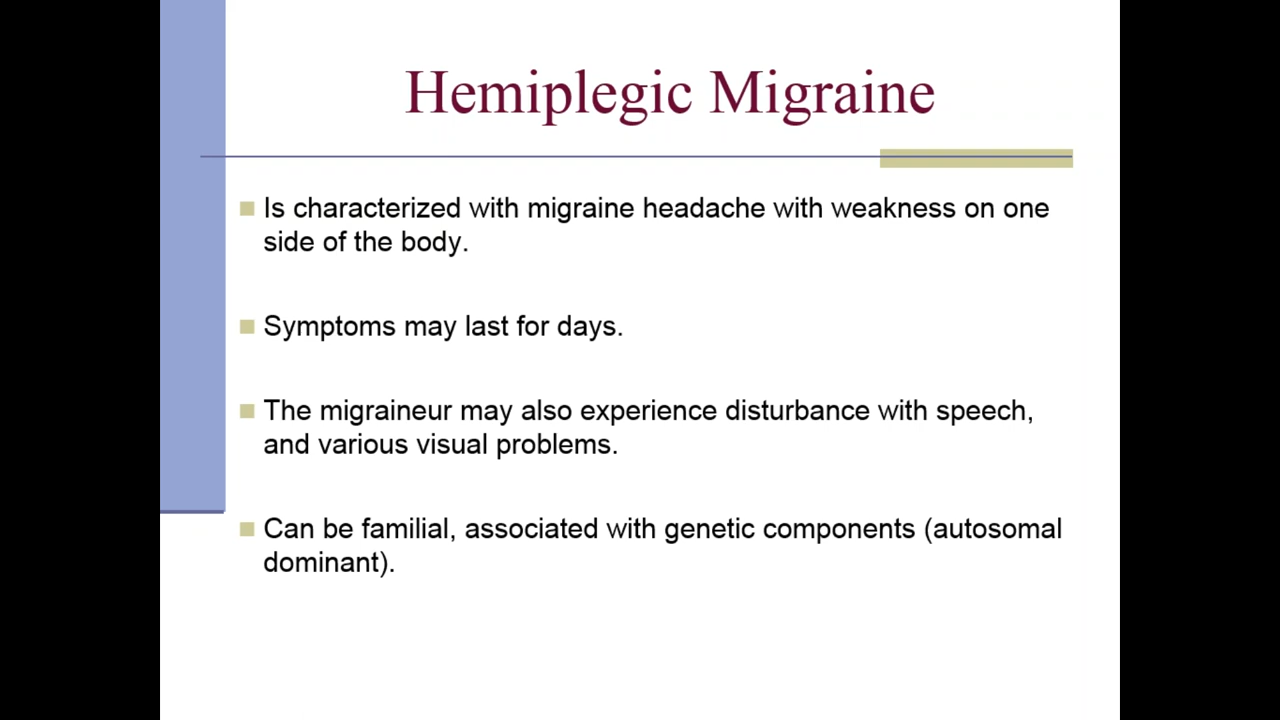 Hemiplegic Migraine
Is characterized with migraine headache with weakness on one
side of the body.
Symptoms may last for days.
The migraineur may also experience disturbance with speech,
and various visual problems.
Can be familial, associated with genetic components (autosomal
dominant).